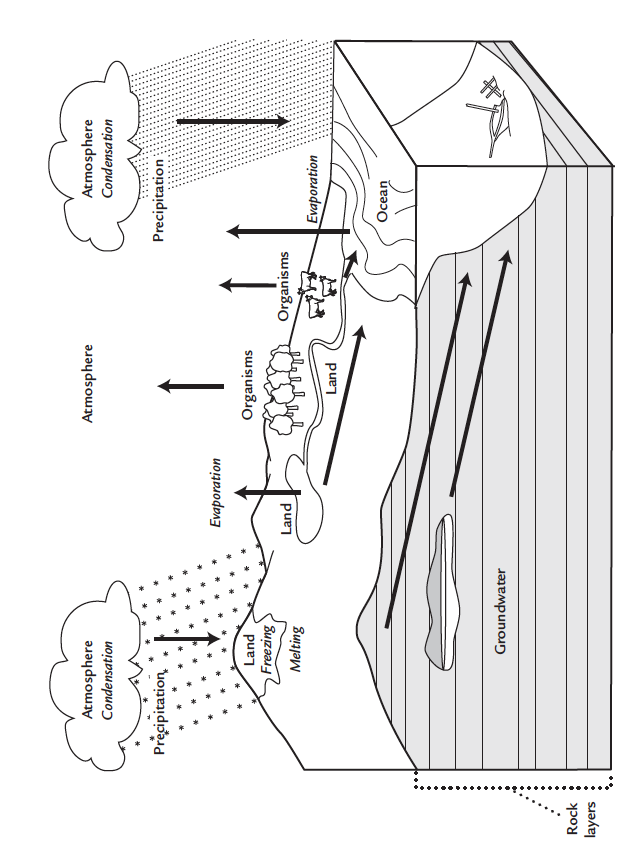 Atmosphere
Condensation
Atmosphere
Atmosphere
Condensation
Precipitation
Precipitation
Evaporation
Organisms
Organisms
Evaporation
Land
Freezing
Melting
Land
Land
Ocean
Groundwater
Rock
layers